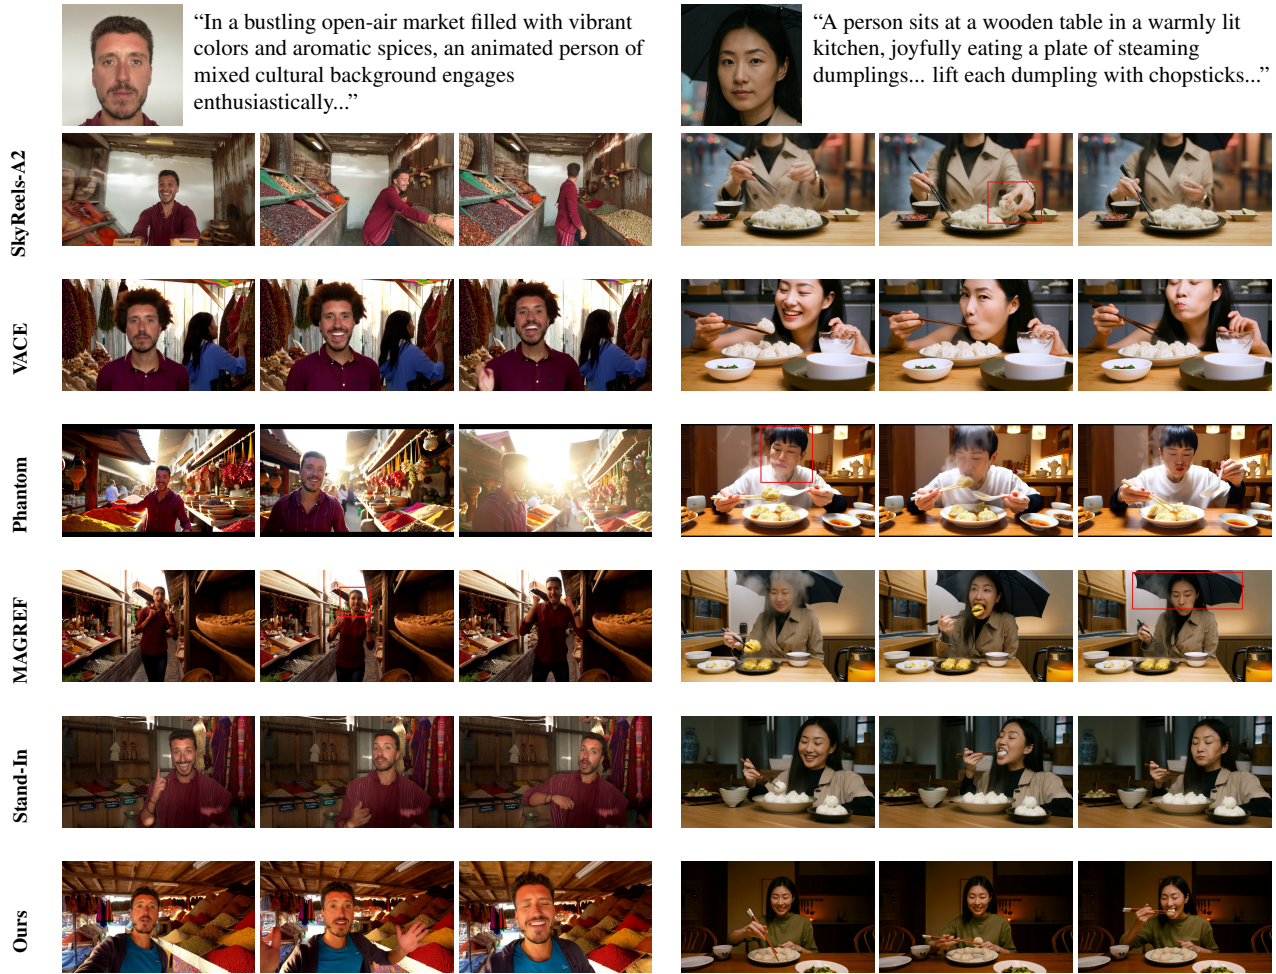 “In a bustling open-air market filled with vibrant
colors and aromatic spices, an animated person of
mixed cultural background engages
enthusiastically...”
“A person sits at a wooden table in a warmly lit
kitchen, joyfully eating a plate of steaming
dumplings... lift each dumpling with chopsticks...”
SkyReels-A2
VACE
Phantom
MAGREF
Stand-In
Ours